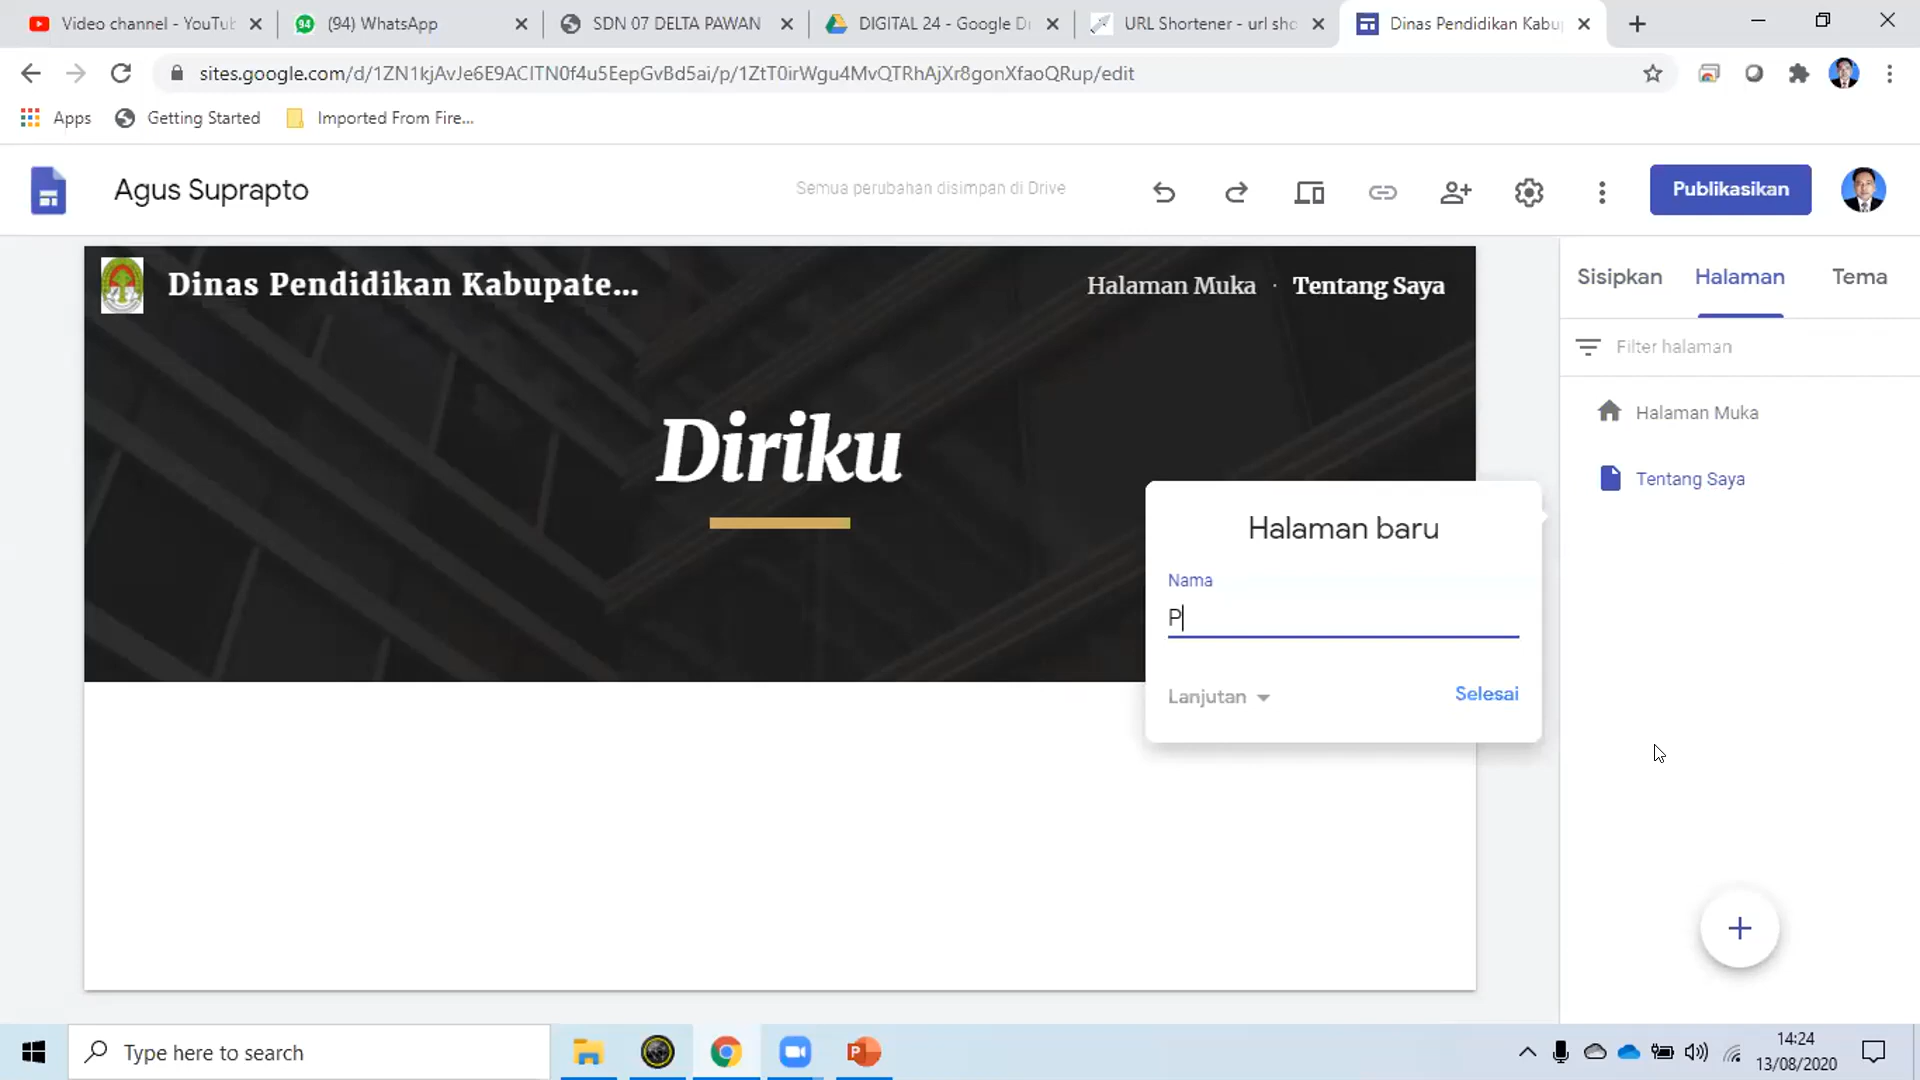 Video channel - YouTub
(94) WhatsApp
SDN 07 DELTA PAWAN
DIGITAL 24 - Google Dr
URL Shortener - url sho
Dinas Pendidikan Kabup
sites.google.com/d/1ZN1kjAvJe6E9ACITN0f4u5EepGvBd5ai/p/1ZtT0irWgu4MvQTRhAjXr8gonXfaoQRup/edit
Apps
Getting Started
Imported From Fire...
Agus Suprapto
Semua perubahan disimpan di Drive
Publikasikan
Dinas Pendidikan Kabupate...
Halaman Muka · Tentang Saya
Sisipkan
Halaman
Tema
Filter halaman
Halaman Muka
Tentang Saya
Diriku
Halaman baru
Nama
P
Lanjutan
Selesai
Type here to search
14:24
13/08/2020